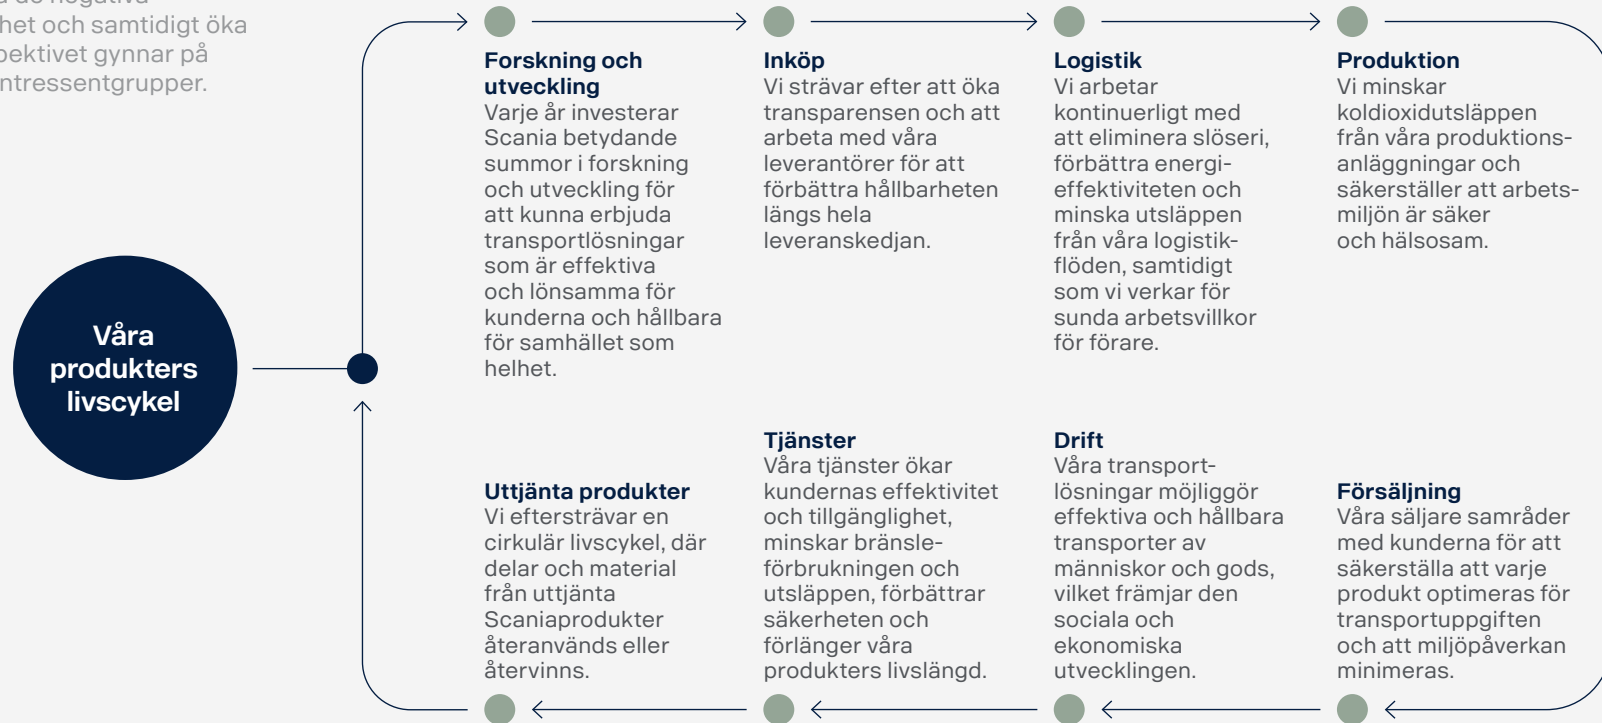 het och samtidigt öka
pektivet gynnar på
ntressentgrupper.
Våra
produkters
livscykel
Forskning och
utveckling
Varje år investerar
Scania betydande
summor i forskning
och utveckling för
att kunna erbjuda
transportlösningar
som är effektiva
och lönsamma för
kunderna och hållbara
för samhället som
helhet.
Inköp
Vi strävar efter att öka
transparensen och att
arbeta med våra
leverantörer för att
förbättra hållbarheten
längs hela
leveranskedjan.
Logistik
Vi arbetar
kontinuerligt med
att eliminera slöseri,
förbättra energi-
effektiviteten och
minska utsläppen
från våra logistik-
flöden, samtidigt
som vi verkar för
sunda arbetsvillkor
för förare.
Produktion
Vi minskar
koldioxidutsläppen
från våra produktions-
anläggningar och
säkerställer att arbets-
miljön är säker
och hälsosam.
Försäljning
Våra säljare samråder
med kunderna för att
säkerställa att varje
produkt optimeras för
transportuppgiften
och att miljöpåverkan
minimeras.
Drift
Våra transport-
lösningar möjliggör
effektiva och hållbara
transporter av
människor och gods,
vilket främjar den
sociala och
ekonomiska
utvecklingen.
Tjänster
Våra tjänster ökar
kundernas effektivitet
och tillgänglighet,
minskar bränsle-
förbrukningen och
utsläppen, förbättrar
säkerheten och
förlänger våra
produkters livslängd.
Uttjänta produkter
Vi eftersträvar en
cirkulär livscykel, där
delar och material
från uttjänta
Scaniaprodukter
återanvänds eller
återvinns.